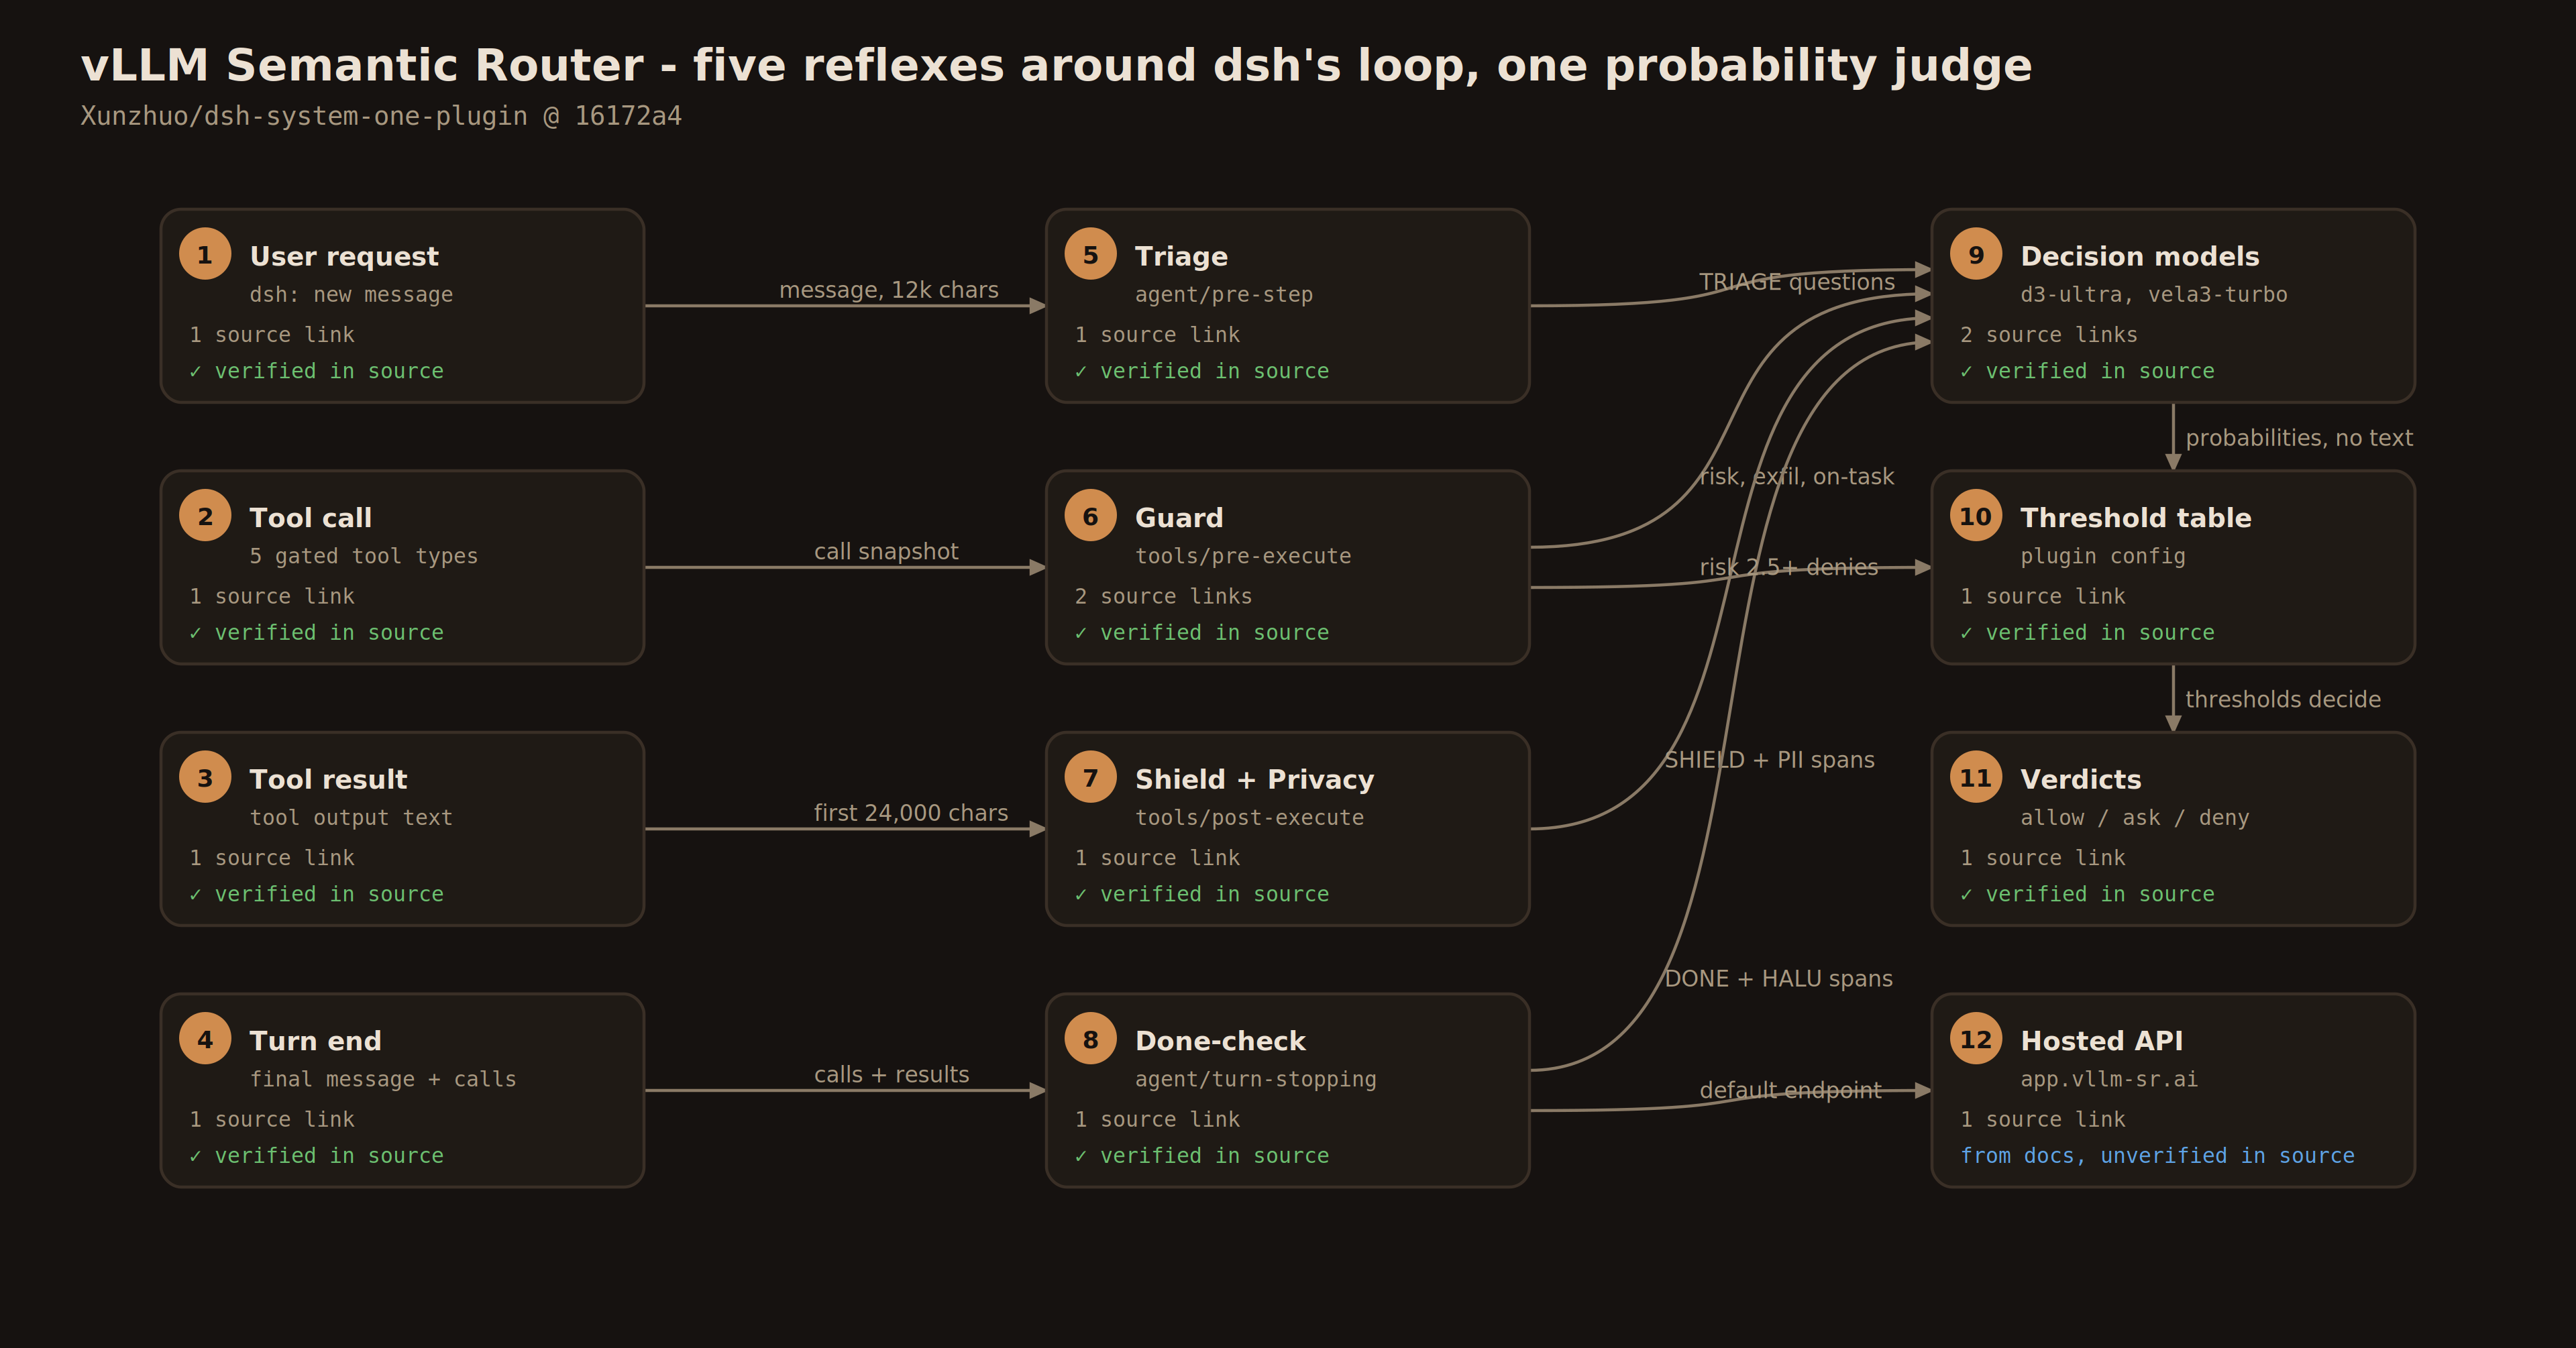 vLLM Semantic Router - five reflexes around dsh's loop, one probability judge
Xunzhuo/dsh-system-one-plugin @ 16172a4
1
User request
dsh: new message
1 source link
✓ verified in source
message, 12k chars
5
Triage
agent/pre-step
1 source link
✓ verified in source
TRIAGE questions
9
Decision models
d3-ultra, vela3-turbo
2 source links
✓ verified in source
probabilities, no text
2
Tool call
5 gated tool types
1 source link
✓ verified in source
call snapshot
6
Guard
tools/pre-execute
2 source links
✓ verified in source
risk, exfil, on-task
risk 2.5+ denies
10
Threshold table
plugin config
1 source link
✓ verified in source
thresholds decide
3
Tool result
tool output text
1 source link
✓ verified in source
first 24,000 chars
7
Shield + Privacy
tools/post-execute
1 source link
✓ verified in source
SHIELD + PII spans
11
Verdicts
allow / ask / deny
1 source link
✓ verified in source
4
Turn end
final message + calls
1 source link
✓ verified in source
calls + results
8
Done-check
agent/turn-stopping
1 source link
✓ verified in source
DONE + HALU spans
default endpoint
12
Hosted API
app.vllm-sr.ai
1 source link
from docs, unverified in source